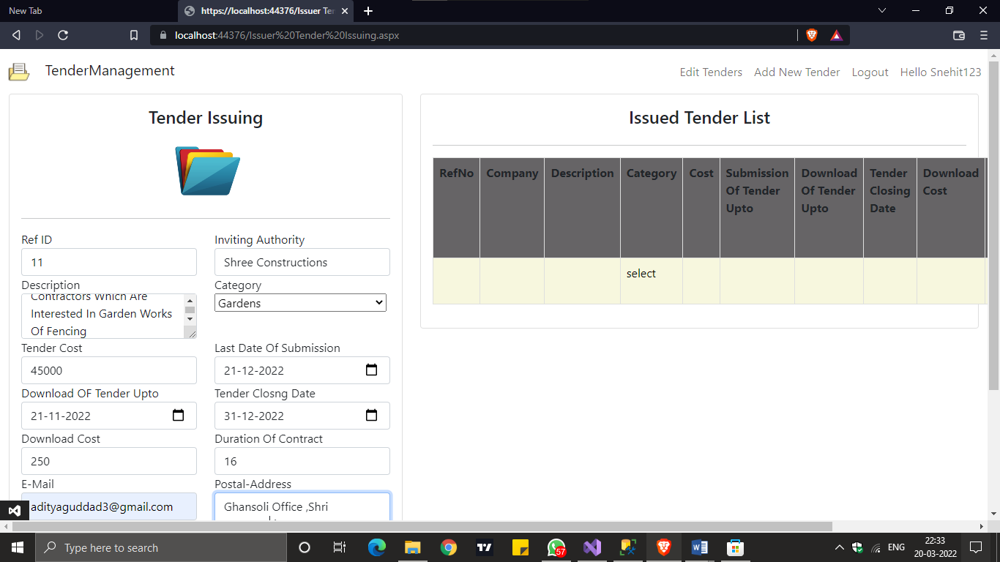 New Tab
https://localhost:44376/Issuer Ter
localhost:44376/Issuer%20Tender%20Issuing.aspx
TenderManagement
Edit Tenders
Add New Tender
Logout
Hello Snehit123
Tender Issuing
Ref ID
Inviting Authority
11
Shree Constructions
Description
Category
Contractors Which Are
Interested In Garden Works
Of Fencing
Gardens
Tender Cost
Last Date Of Submission
45000
21-12-2022
Download OF Tender Upto
Tender Closng Date
21-11-2022
31-12-2022
Download Cost
Duration Of Contract
250
16
E-Mail
Postal-Address
adityaguddad3@gmail.com
Ghansoli Office ,Shri
Issued Tender List
RefNo
Company
Description
Category
Cost
Submission
Of Tender
Upto
Download
Of Tender
Upto
Tender
Closing
Date
Download
Cost
select
Type here to search
57
ENG
22:33
20-03-2022